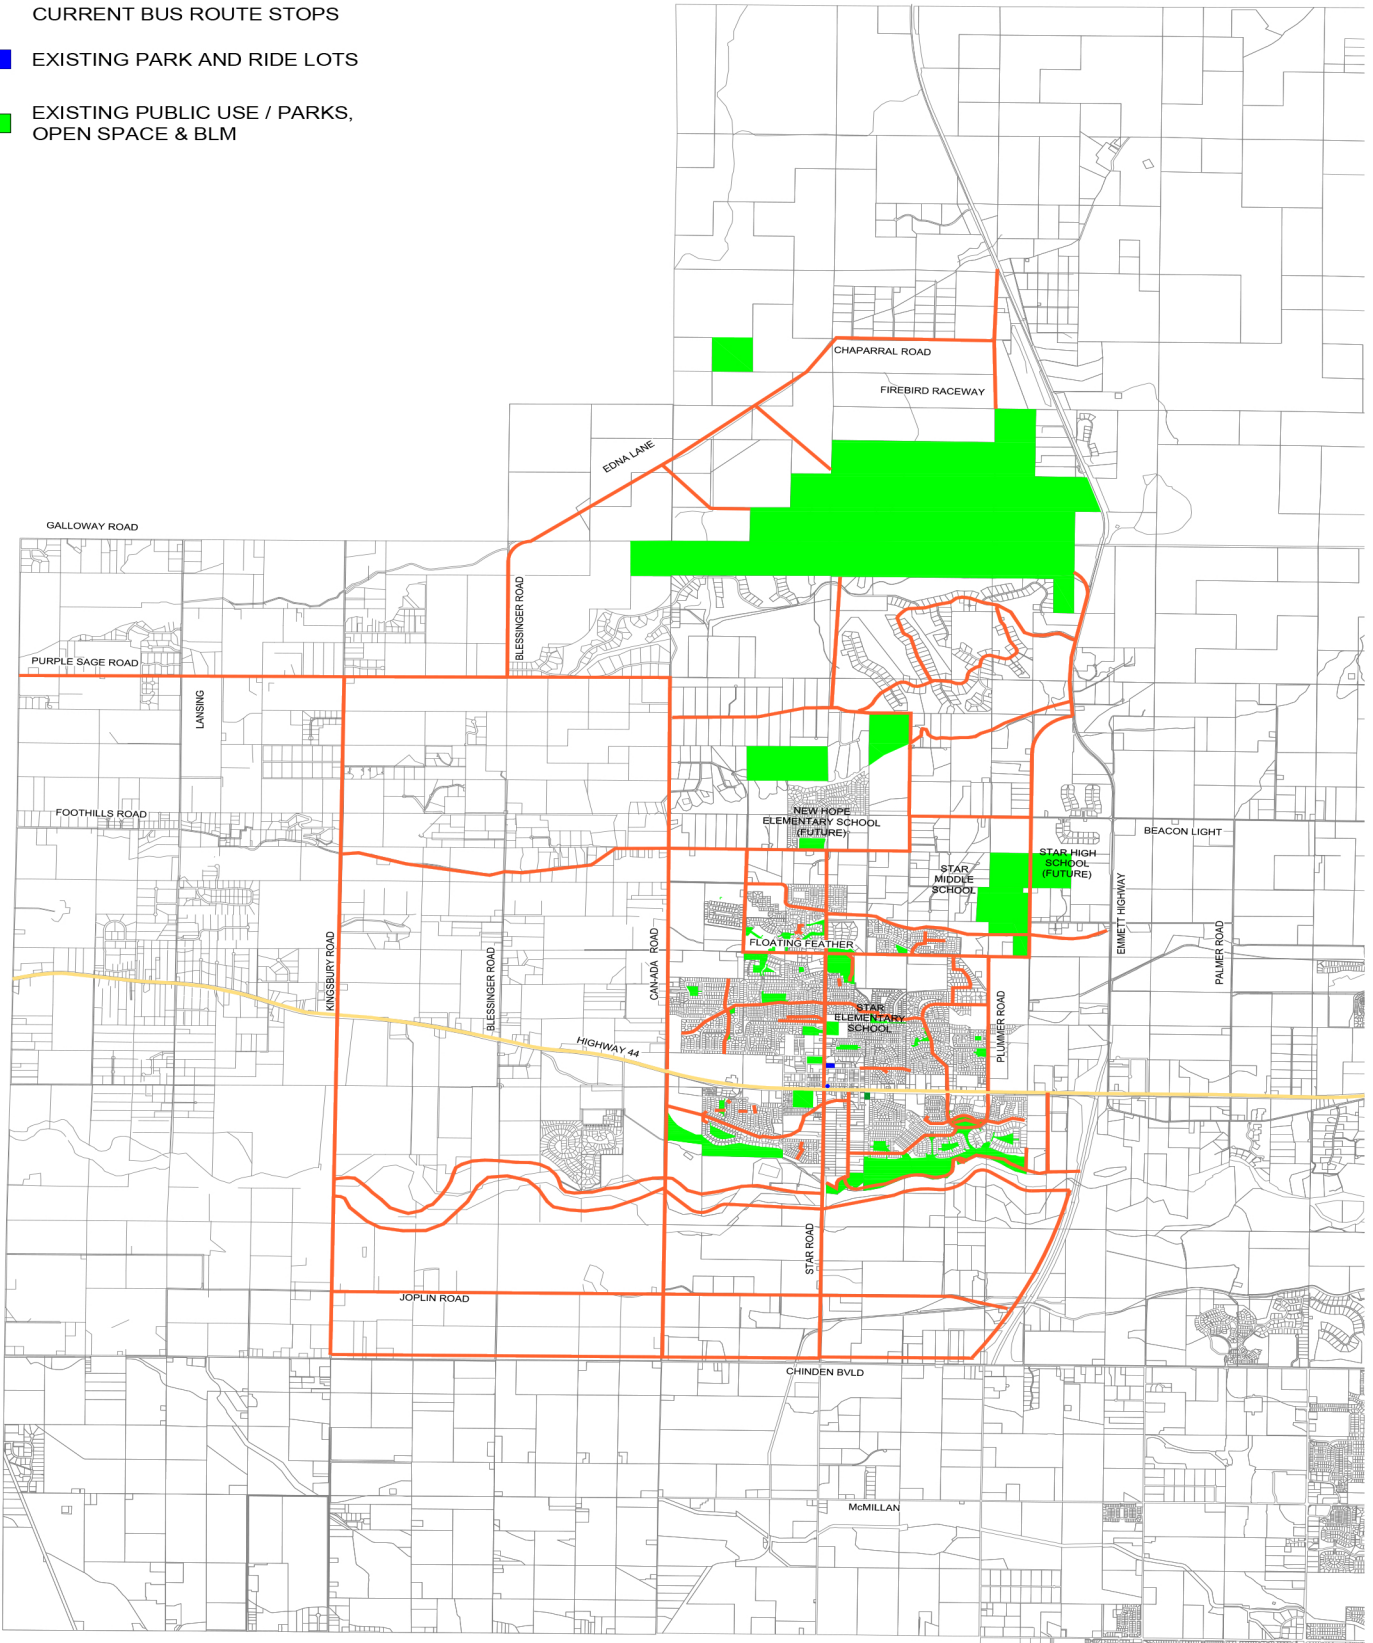 CURRENT BUS ROUTE STOPS
EXISTING PARK AND RIDE LOTS
EXISTING PUBLIC USE / PARKS,
OPEN SPACE & BLM
CHAPARRAL ROAD
FIREBIRD RACEWAY
EDNA LANE
GALLOWAY ROAD
BLESSINGER ROAD
PURPLE SAGE ROAD
LANSING
FOOTHILLS ROAD
NEW HOPE
ELEMENTARY SCHOOL
(FUTURE)
BEACON LIGHT
STAR HIGH
SCHOOL
(FUTURE)
STAR
MIDDLE
SCHOOL
EMMETT HIGHWAY
PALMER ROAD
FLOATING FEATHER
KINGSBURY ROAD
BLESSINGER ROAD
CAN-ADA ROAD
STAR
ELEMENTARY
SCHOOL
PLUMMER ROAD
HIGHWAY 44
STAR ROAD
JOPLIN ROAD
CHINDEN BVLD
McMILLAN